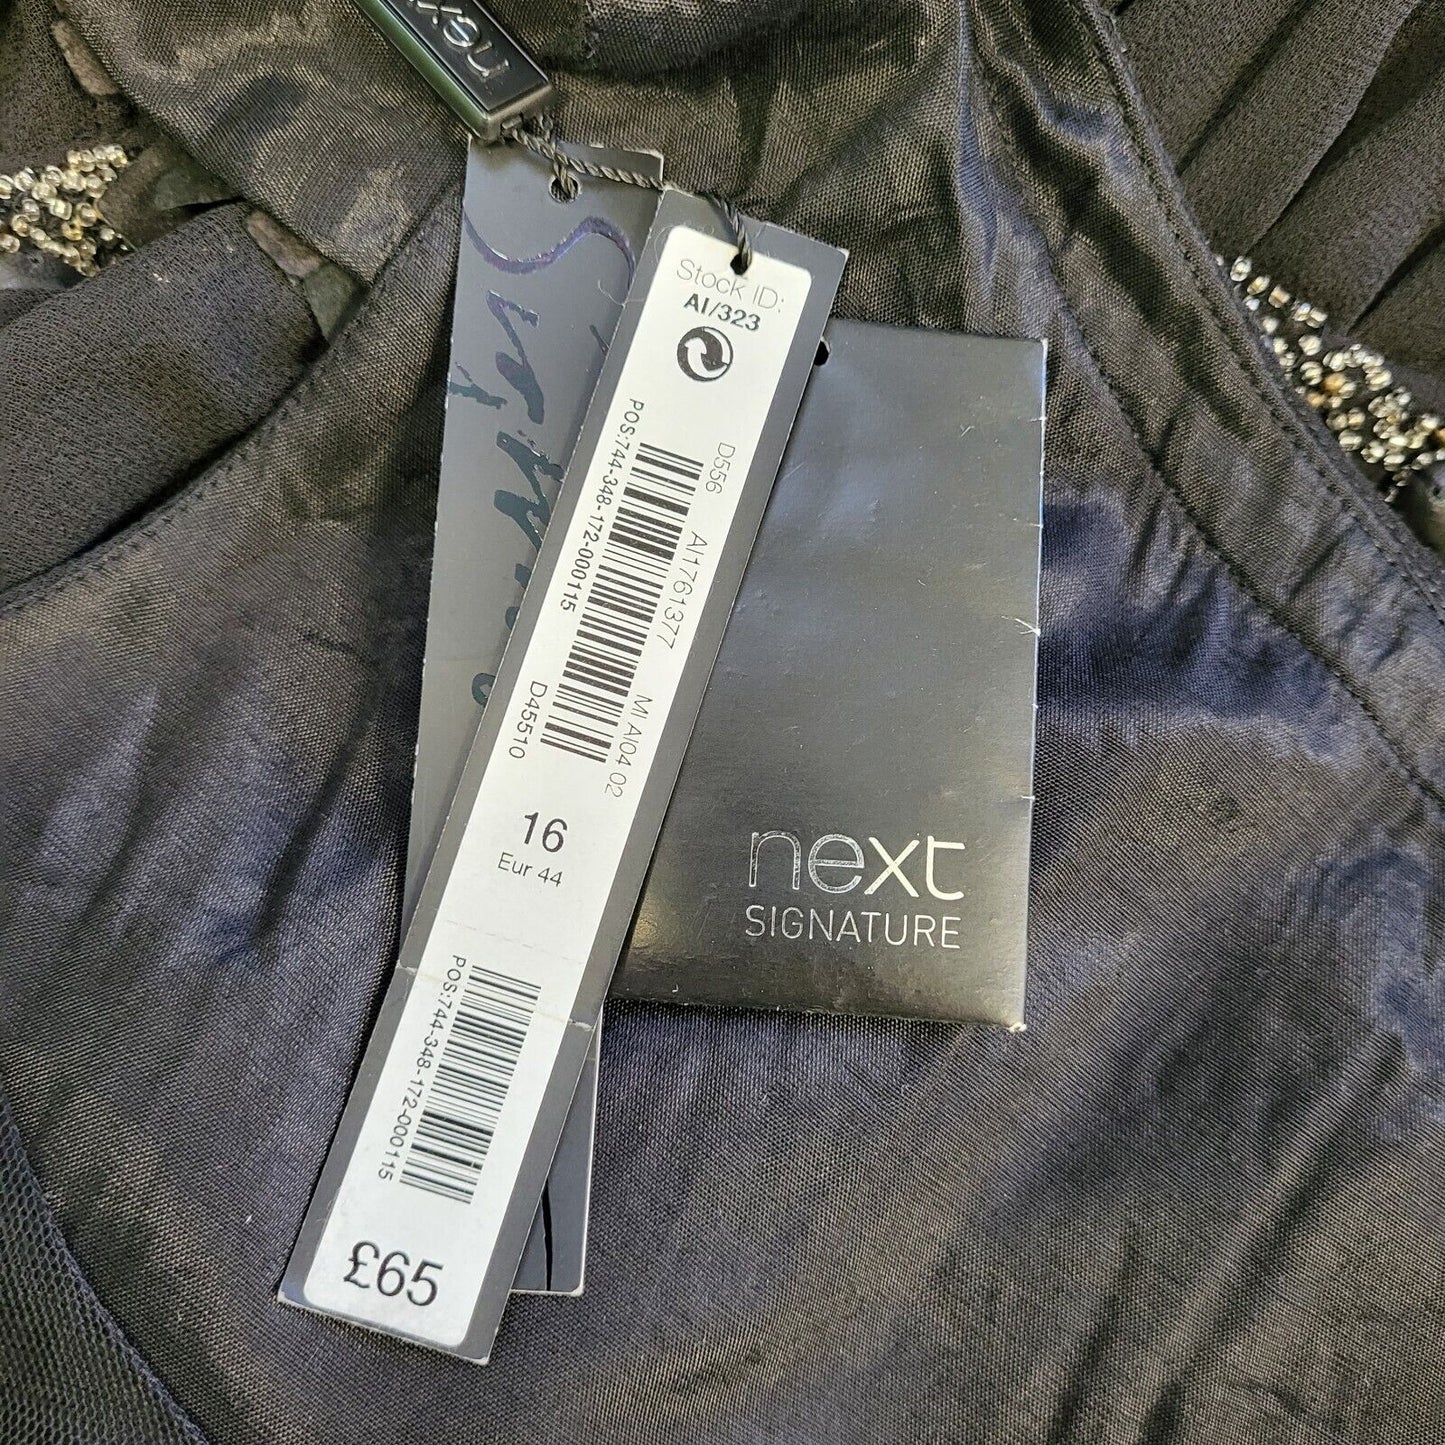 next
Stock ID:
AI/323
D556 AI761377 MI AI04 02
POS:744-348-172-000115 D45510
16
Eur 44
POS:744-348-172-000115
£65
next
SIGNATURE